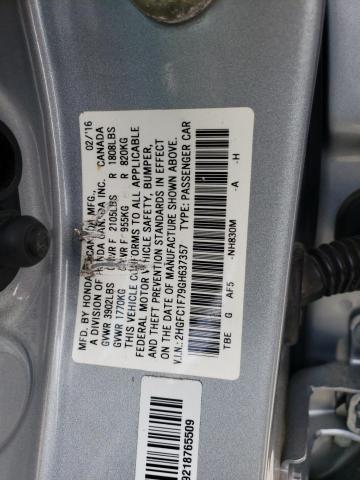 MFD. BY HONDA CANADA MFG., 02/'16
A DIVISION OF HONDA CANADA INC. CANADA
GVWR 3902LBS GAWR F 2105LBS R 1808LBS
GVWR 1770KG GAWR F 955KG R 820KG
THIS VEHICLE CONFORMS TO ALL APPLICABLE
FEDERAL MOTOR VEHICLE SAFETY, BUMPER,
AND THEFT PREVENTION STANDARDS IN EFFECT
ON THE DATE OF MANUFACTURE SHOWN ABOVE.
V.I.N.: 2HGFC1F79GH637357 TYPE: PASSENGER CAR
TBE G AF5 -NH830M -A -H
9218765509